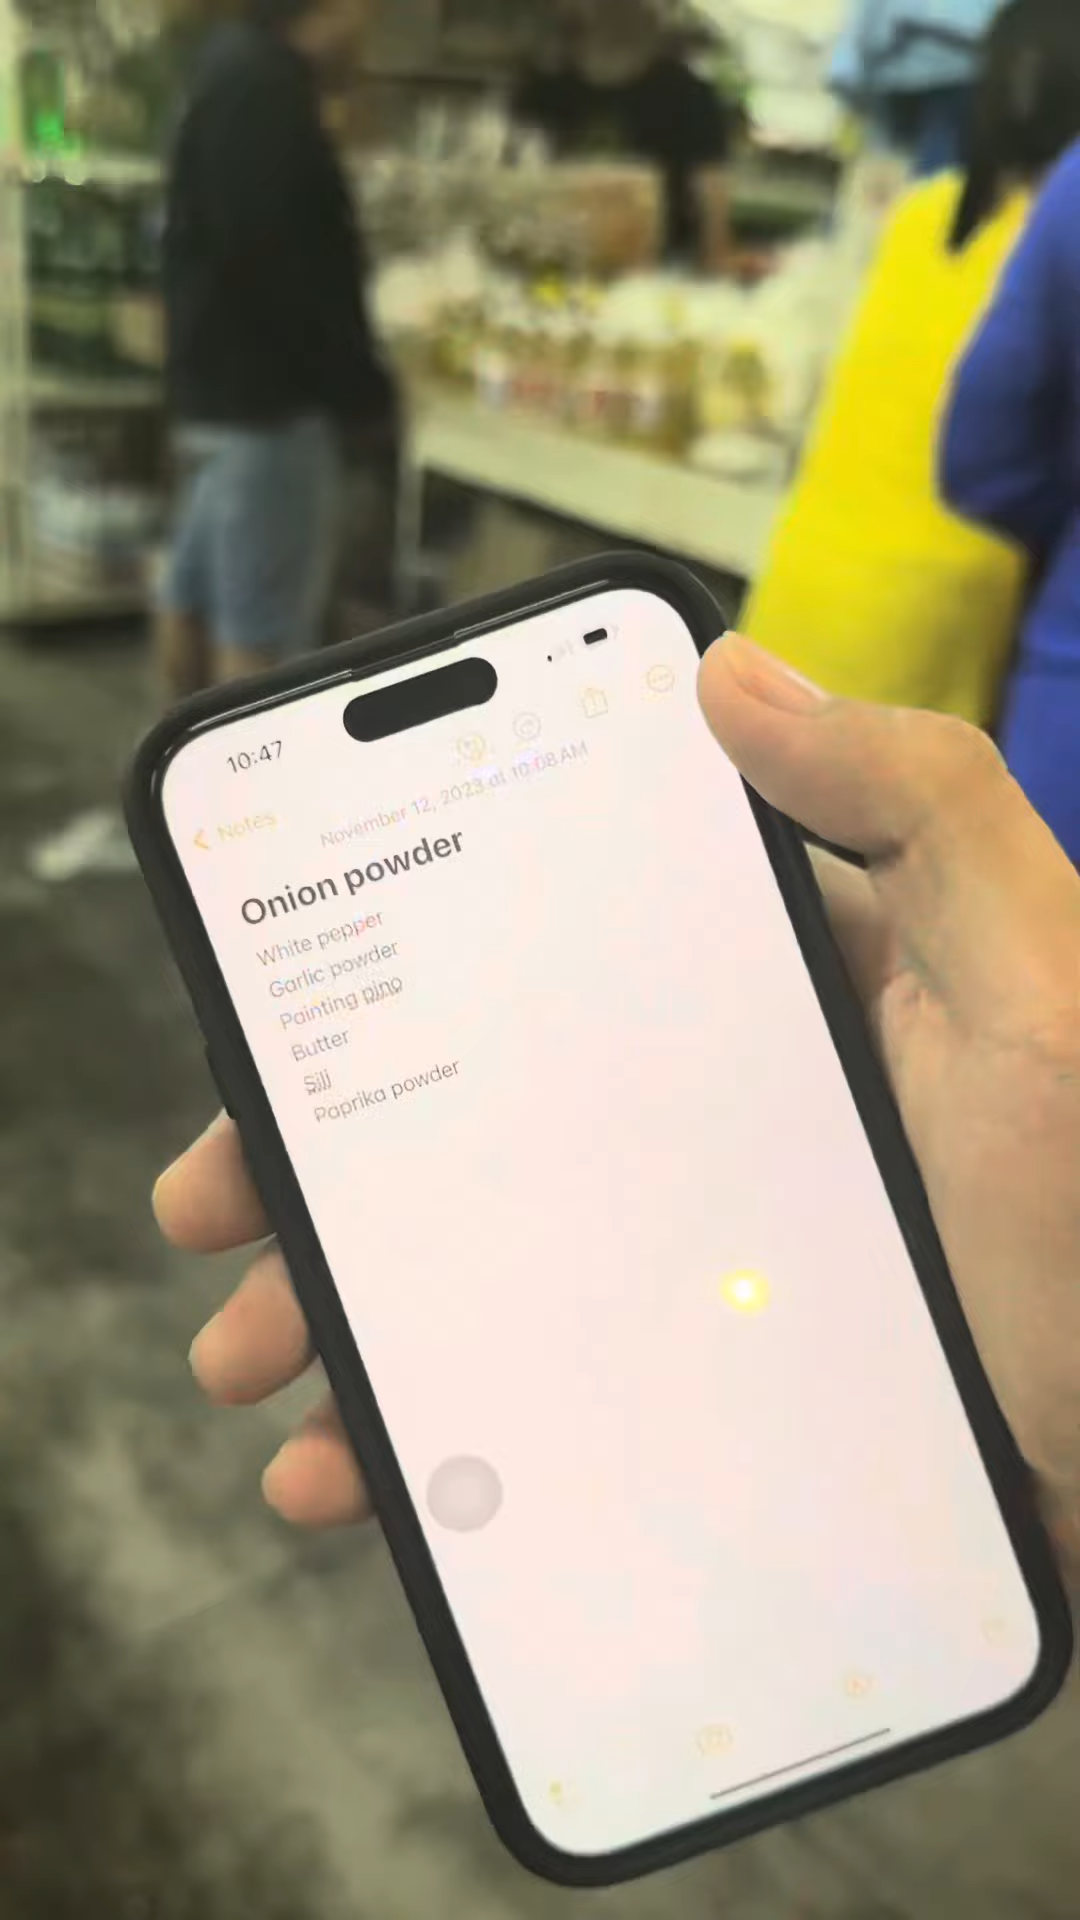 10:47
Notes
November 12, 2023 at 10:08 AM
Onion powder
White pepper
Garlic powder
Painting pino
Butter
Sili
Paprika powder